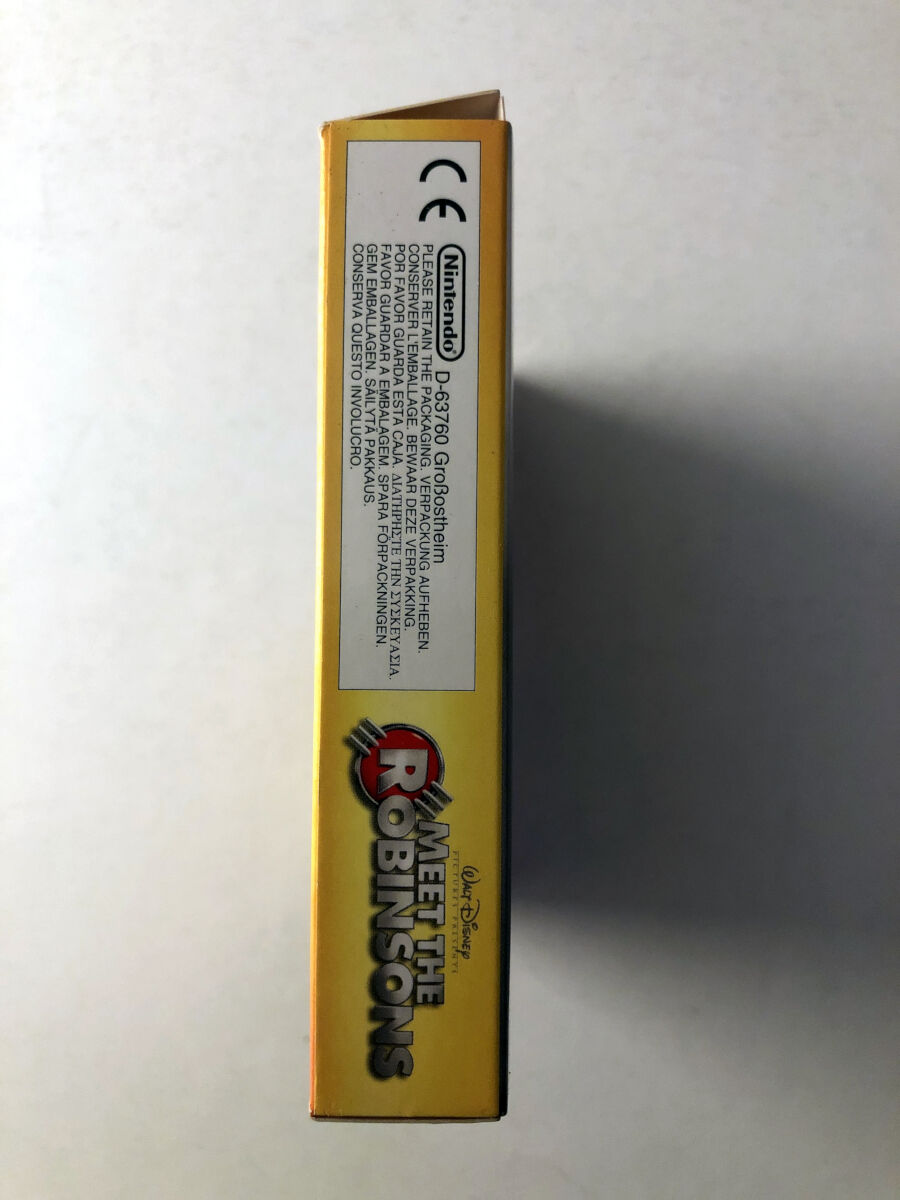 CE
Nintendo® D-63760 Großostheim
PLEASE RETAIN THE PACKAGING. VERPACKUNG AUFHEBEN.
CONSERVER L'EMBALLAGE. BEWAAR DEZE VERPAKKING.
POR FAVOR GUARDA ESTA CAJA. ΔΙΑΤΗΡΗΣΤΕ ΤΗΝ ΣΥΣΚΕΥΑΣΙΑ.
FAVOR GUARDAR A EMBALAGEM. SPARA FÖRPACKNINGEN.
GEM EMBALLAGEN. SÄILYTÄ PAKKAUS.
CONSERVA QUESTO INVOLUCRO.
WALT DISNEY
PICTURES PRESENTS
MEET THE
ROBINSONS